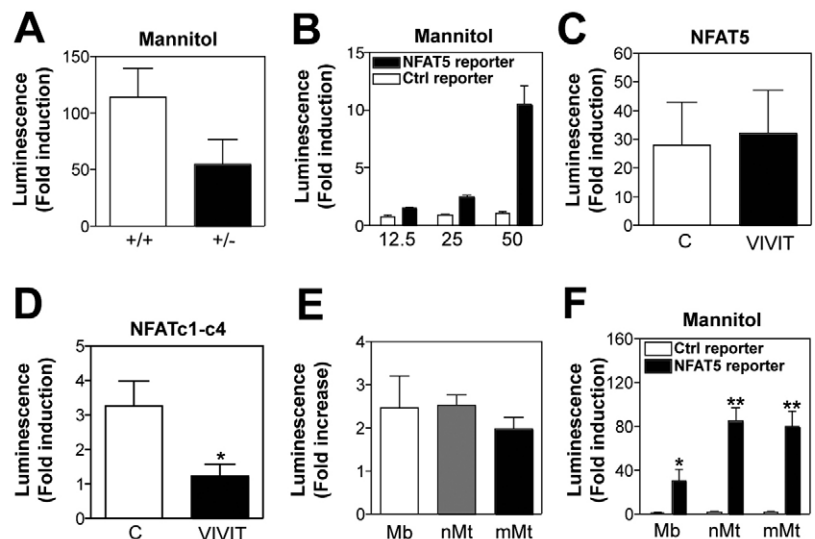 A
Mannitol
Luminescence
(Fold induction)
150
100
50
0
+/+ +/-
B
Mannitol
NFAT5 reporter
Ctrl reporter
Luminescence
(Fold induction)
15
10
5
0
12.5 25 50
C
NFAT5
Luminescence
(Fold induction)
60
50
40
30
20
10
0
C VIVIT
D
NFATc1-c4
Luminescence
(Fold induction)
5
4
3
2
1
0
*
C VIVIT
E
Luminescence
(Fold increase)
4
3
2
1
0
Mb nMt mMt
F
Mannitol
Ctrl reporter
NFAT5 reporter
Luminescence
(Fold induction)
160
120
80
40
0
* ** **
Mb nMt mMt